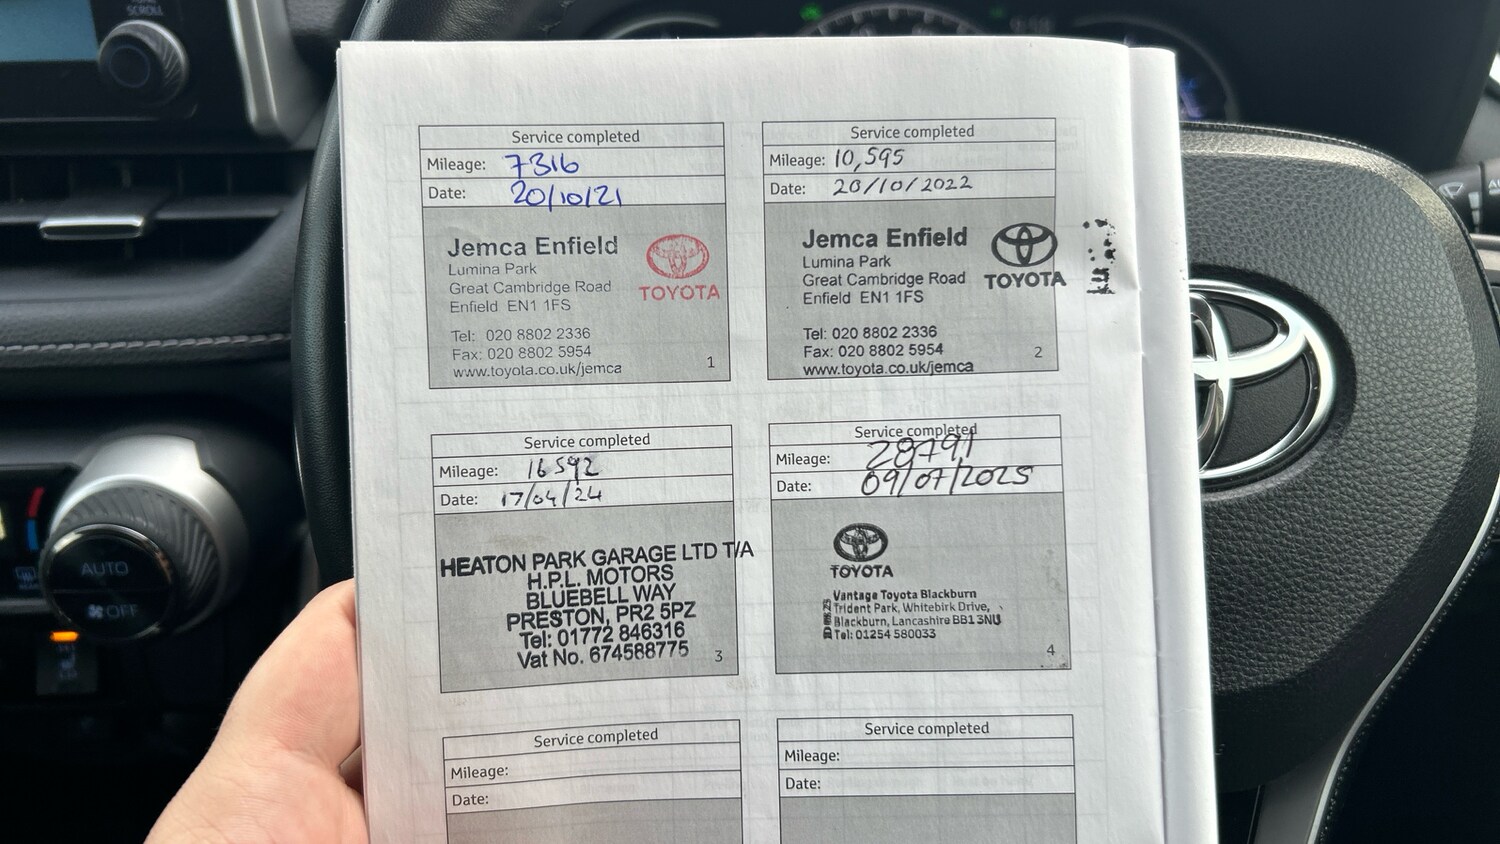 SCROLL
Service completed
Mileage: 7316
Date: 20/10/21
Jemca Enfield
Lumina Park
Great Cambridge Road
Enfield EN1 1FS
TOYOTA
Tel: 020 8802 2336
Fax: 020 8802 5954
www.toyota.co.uk/jemca
1
Service completed
Mileage: 10,595
Date: 20/10/2022
Jemca Enfield
Lumina Park
Great Cambridge Road
Enfield EN1 1FS
TOYOTA
Tel: 020 8802 2336
Fax: 020 8802 5954
www.toyota.co.uk/jemca
2
Service completed
Mileage: 16592
Date: 17/04/24
HEATON PARK GARAGE LTD T/A
H.P.L. MOTORS
BLUEBELL WAY
PRESTON, PR2 5PZ
Tel: 01772 846316
Vat No. 674588775
3
Service completed
Mileage: 28791
Date: 09/07/2025
TOYOTA
Vantage Toyota Blackburn
Trident Park, Whitebirk Drive,
Blackburn, Lancashire BB1 3NU
Tel: 01254 580033
4
Service completed
Mileage:
Date:
Service completed
Mileage:
Date:
AUTO
OFF